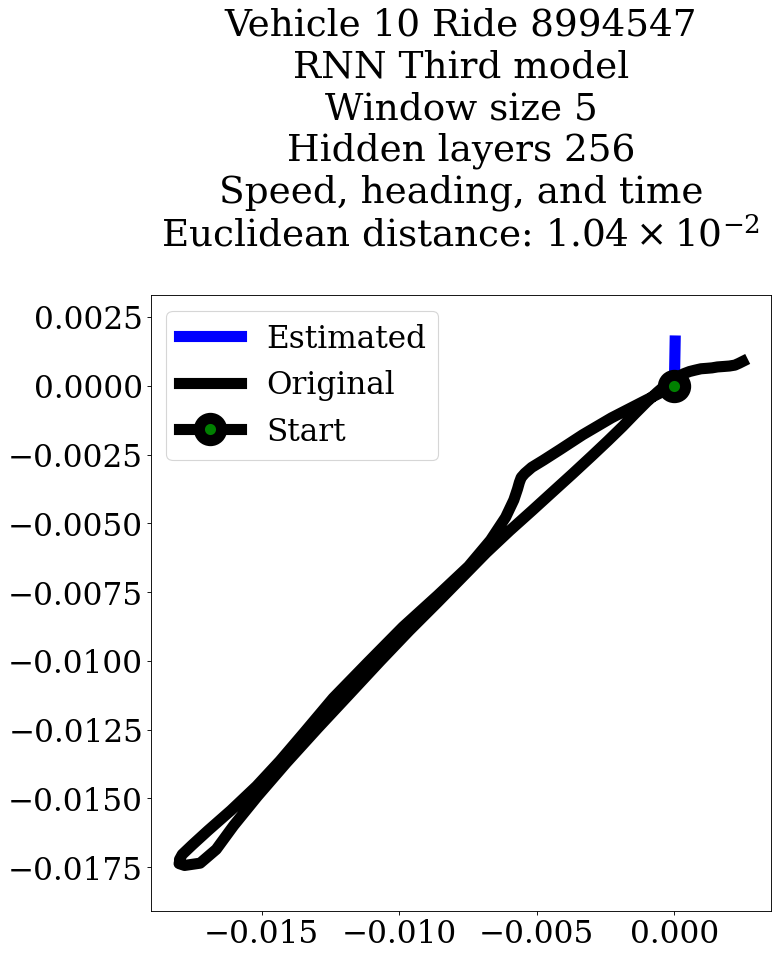 Vehicle 10 Ride 8994547
RNN Third model
Window size 5
Hidden layers 256
Speed, heading, and time
Euclidean distance: 1.04 × 10⁻²
Estimated
Original
Start
0.0025
0.0000
−0.0025
−0.0050
−0.0075
−0.0100
−0.0125
−0.0150
−0.0175
−0.015 −0.010 −0.005 0.000